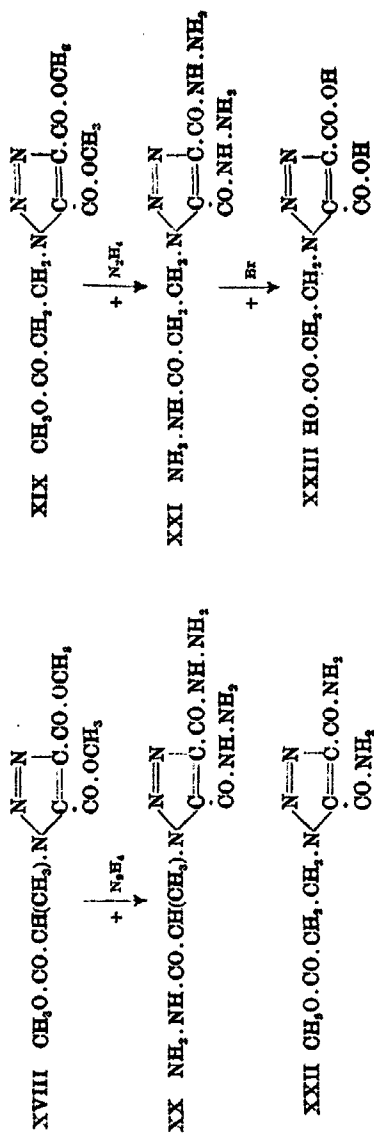 N══N
XVIII CH₃O.CO.CH(CH₃).N
C══C.CO.OCH₃
CO.OCH₃
+ N₂H₄
N══N
XX NH₂.NH.CO.CH(CH₃).N
C══C.CO.NH.NH₂
CO.NH.NH₂
N══N
XXII CH₃O.CO.CH₂.CH₂.N
C══C.CO.NH₂
CO.NH₂
N══N
XIX CH₃O.CO.CH₂.CH₂.N
C══C.CO.OCH₃
CO.OCH₃
+ N₂H₄
N══N
XXI NH₂.NH.CO.CH₂.CH₂.N
C══C.CO.NH.NH₂
CO.NH.NH₂
+ Br
N══N
XXIII HO.CO.CH₂.CH₂.N
C══C.CO.OH
CO.OH